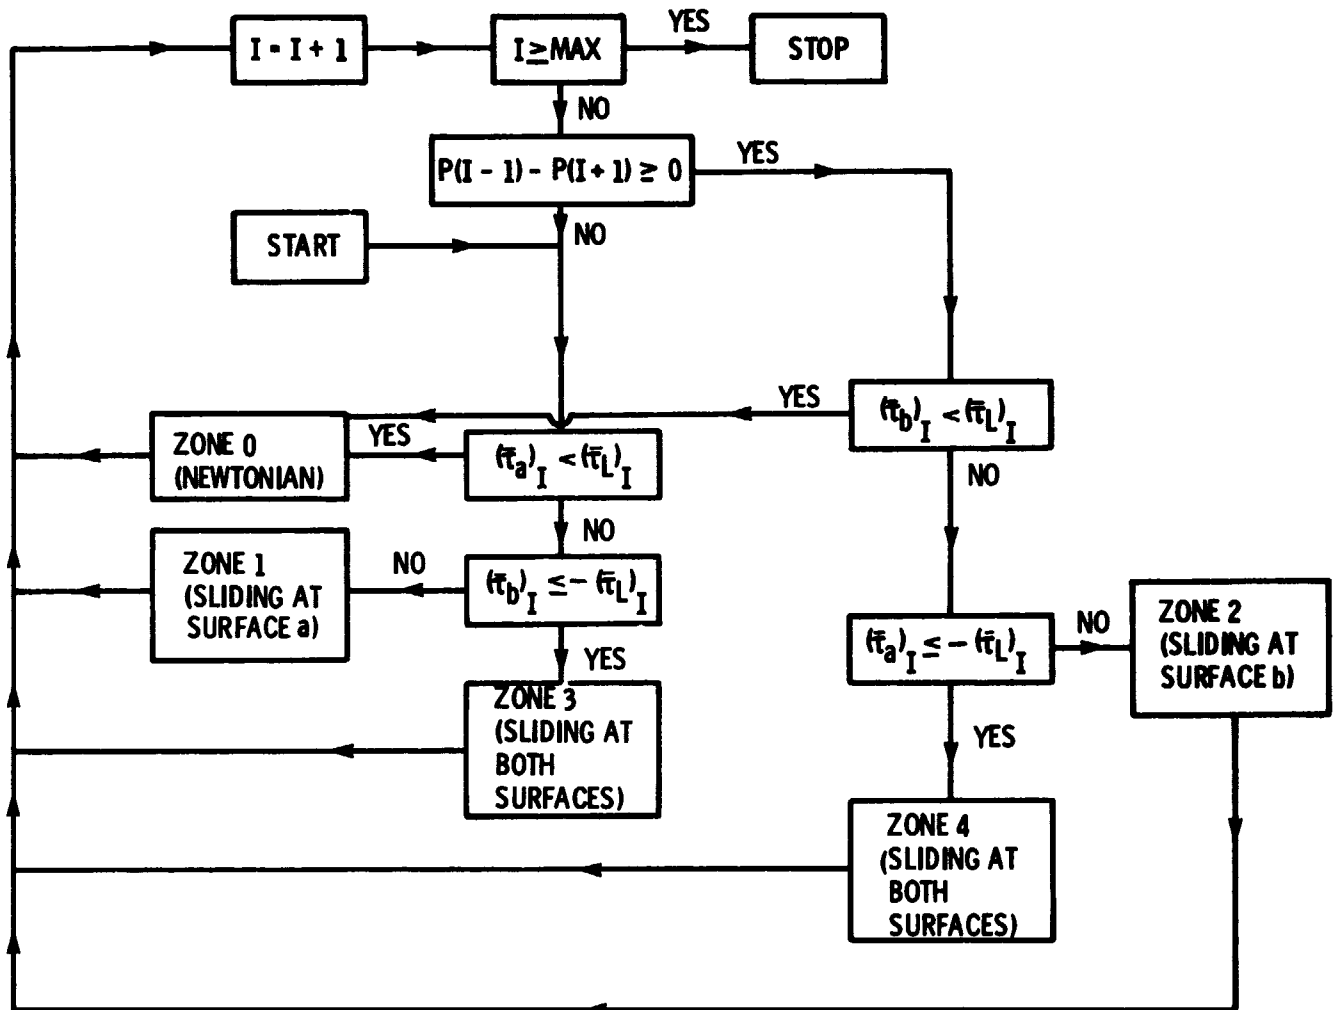 I = I + 1
I ≥ MAX
YES
STOP
NO
P(I - 1) - P(I + 1) ≥ 0
YES
NO
START
(τ̄b)I < (τ̄L)I
YES
NO
ZONE 0
(NEWTONIAN)
YES
(τ̄a)I < (τ̄L)I
NO
ZONE 1
(SLIDING AT
SURFACE a)
NO
(τ̄b)I ≤ - (τ̄L)I
YES
ZONE 3
(SLIDING AT
BOTH
SURFACES)
(τ̄a)I ≤ - (τ̄L)I
NO
ZONE 2
(SLIDING AT
SURFACE b)
YES
ZONE 4
(SLIDING AT
BOTH
SURFACES)